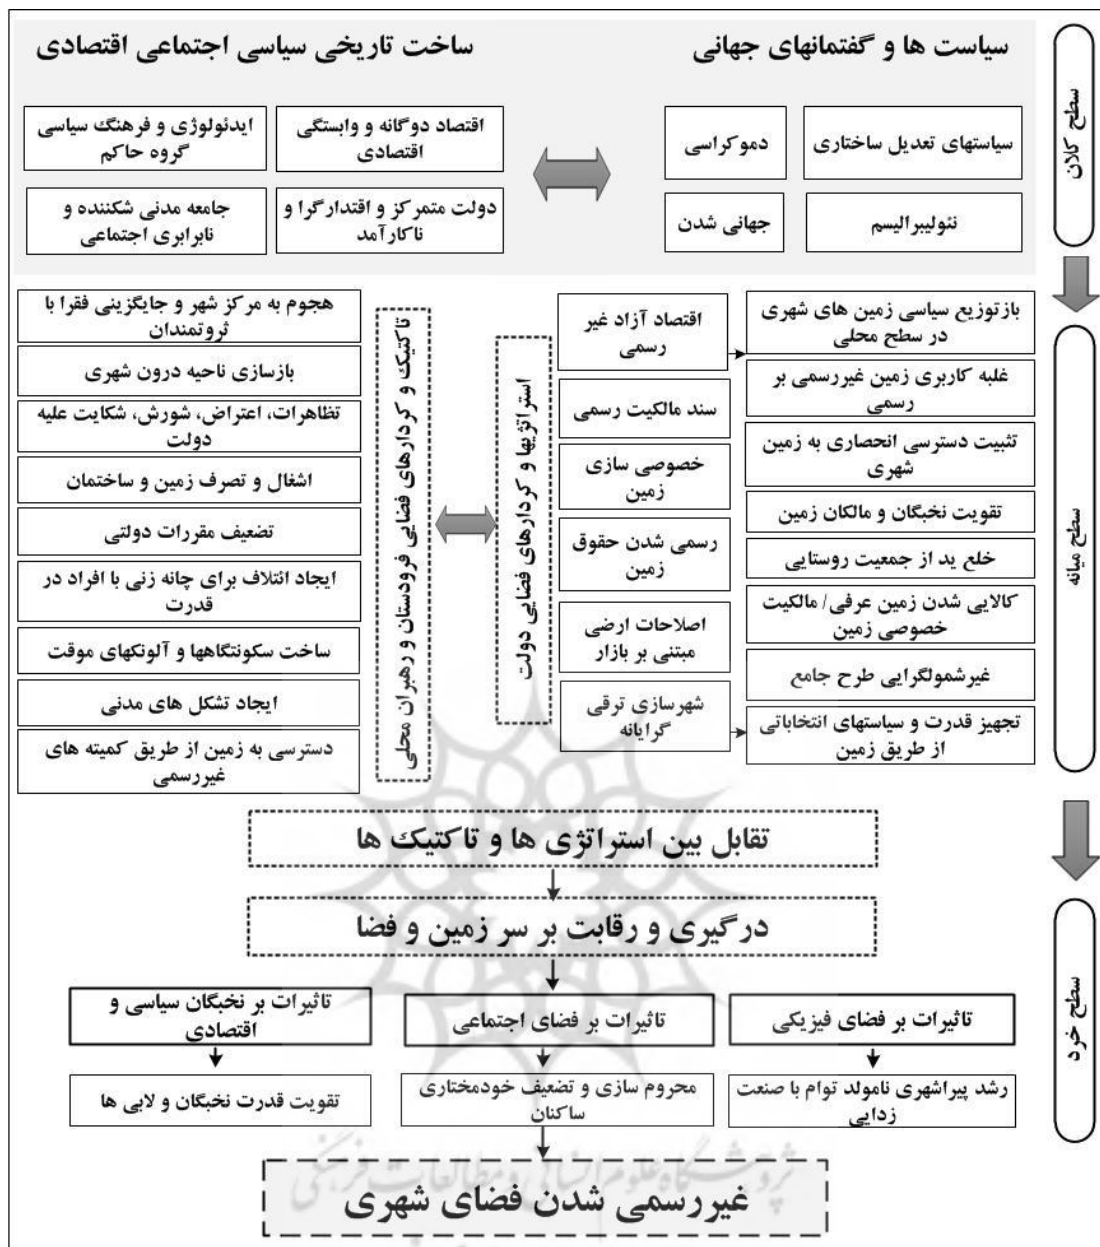 سطح کلان
سیاست ها و گفتمانهای جهانی
سیاستهای تعدیل ساختاری
دموکراسی
نئولیبرالیسم
جهانی شدن
ساخت تاریخی سیاسی اجتماعی اقتصادی
اقتصاد دوگانه و وابستگی
اقتصادی
ایدئولوژی و فرهنگ سیاسی
گروه حاکم
دولت متمرکز و اقتدارگرا و
ناکارآمد
جامعه مدنی شکننده و
نابرابری اجتماعی
سطح میانه
بازتوزیع سیاسی زمین های شهری
در سطح محلی
غلبه کاربری زمین غیررسمی بر
رسمی
تثبیت دسترسی انحصاری به زمین
شهری
تقویت نخبگان و مالکان زمین
خلع ید از جمعیت روستایی
کالایی شدن زمین عرفی/ مالکیت
خصوصی زمین
غیرشمولگرایی طرح جامع
تجهیز قدرت و سیاستهای انتخاباتی
از طریق زمین
اقتصاد آزاد غیر
رسمی
سند مالکیت رسمی
خصوصی سازی
زمین
رسمی شدن حقوق
زمین
اصلاحات ارضی
مبتنی بر بازار
شهرسازی ترقی
گرایانه
استراتژیها و کردارهای فضایی دولت
تاکتیک و کردارهای فضایی فرودستان و رهبران محلی
هجوم به مرکز شهر و جایگزینی فقرا با
ثروتمندان
بازسازی ناحیه درون شهری
تظاهرات، اعتراض، شورش، شکایت علیه
دولت
اشغال و تصرف زمین و ساختمان
تضعیف مقررات دولتی
ایجاد ائتلاف برای چانه زنی با افراد در
قدرت
ساخت سکونتگاهها و آلونکهای موقت
ایجاد تشکل های مدنی
دسترسی به زمین از طریق کمیته های
غیررسمی
تقابل بین استراتژی ها و تاکتیک ها
درگیری و رقابت بر سر زمین و فضا
سطح خرد
تاثیرات بر فضای فیزیکی
تاثیرات بر فضای اجتماعی
تاثیرات بر نخبگان سیاسی و
اقتصادی
رشد پیراشهری نامولد توام با صنعت
زدایی
محروم سازی و تضعیف خودمختاری
ساکنان
تقویت قدرت نخبگان و لابی ها
پژوهشگاه علوم انسانی و مطالعات فرهنگی
غیررسمی شدن فضای شهری